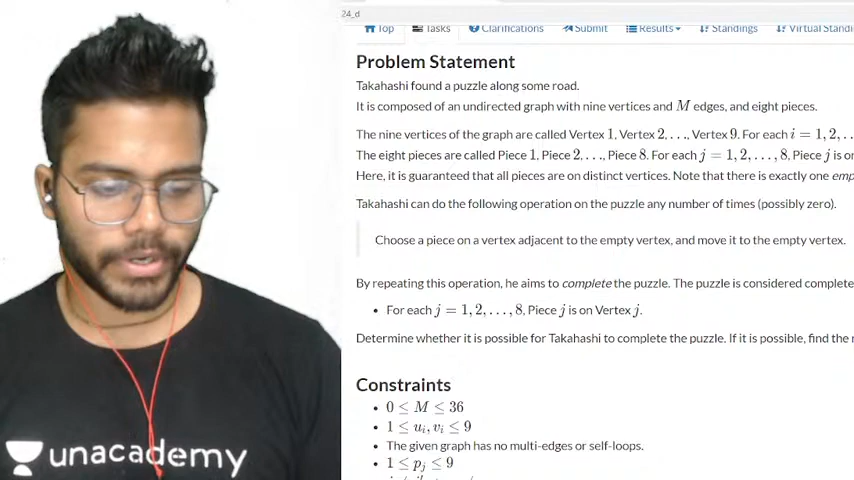 24_d
Top Tasks Clarifications Submit Results Standings Virtual Standi
Problem Statement
Takahashi found a puzzle along some road.
It is composed of an undirected graph with nine vertices and M edges, and eight pieces.
The nine vertices of the graph are called Vertex 1, Vertex 2, . . ., Vertex 9. For each i = 1, 2, . . .
The eight pieces are called Piece 1, Piece 2, . . ., Piece 8. For each j = 1, 2, . . . , 8, Piece j is on
Here, it is guaranteed that all pieces are on distinct vertices. Note that there is exactly one emp
Takahashi can do the following operation on the puzzle any number of times (possibly zero).
Choose a piece on a vertex adjacent to the empty vertex, and move it to the empty vertex.
By repeating this operation, he aims to complete the puzzle. The puzzle is considered complete
• For each j = 1, 2, . . . , 8, Piece j is on Vertex j.
Determine whether it is possible for Takahashi to complete the puzzle. If it is possible, find the
Constraints
• 0 ≤ M ≤ 36
• 1 ≤ u_i, v_i ≤ 9
• The given graph has no multi-edges or self-loops.
• 1 ≤ p_j ≤ 9
unacademy